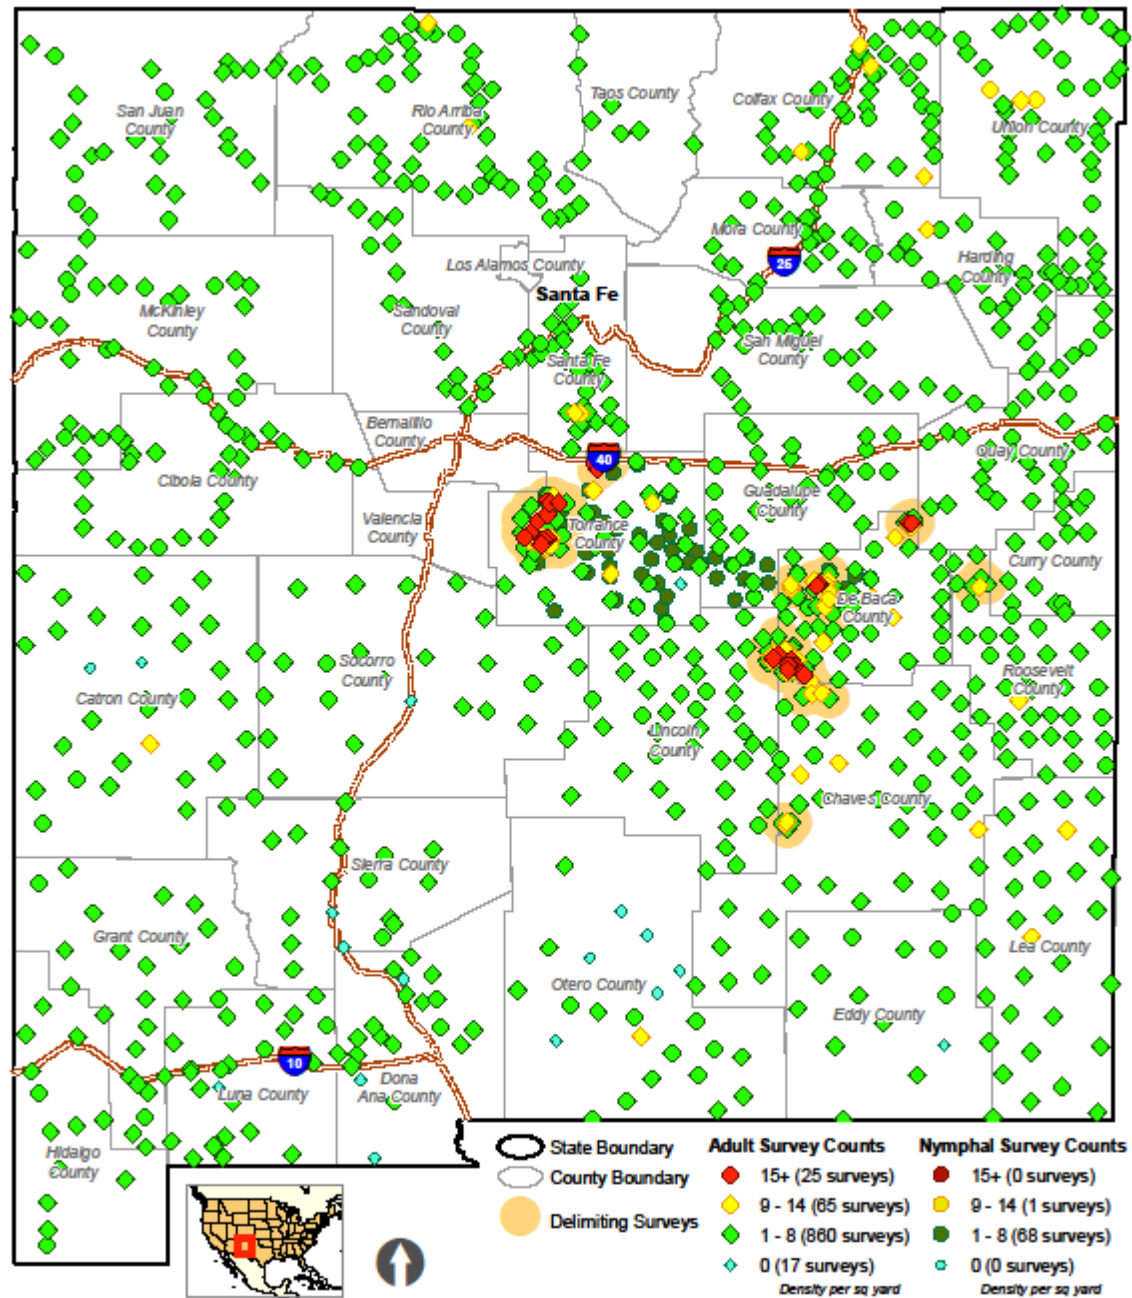 San Juan
County
Rio Arriba
County
Taos County
Colfax County
Union County
Mora County
25
Harding
County
Los Alamos County
Santa Fe
McKinley
County
Sandoval
County
San Miguel
County
Santa Fe
County
Bernalillo
County
40
Quay County
Cibola County
Guadalupe
County
Valencia
County
Torrance
County
Curry County
De Baca
County
Socorro
County
Roosevelt
County
Catron County
Lincoln
County
Chaves County
Sierra County
Grant County
Lea County
Otero County
Eddy County
10
Luna County
Dona
Ana County
Hidalgo
County
State Boundary
County Boundary
Delimiting Surveys
Adult Survey Counts
15+ (25 surveys)
9 - 14 (65 surveys)
1 - 8 (860 surveys)
0 (17 surveys)
Density per sq yard
Nymphal Survey Counts
15+ (0 surveys)
9 - 14 (1 surveys)
1 - 8 (68 surveys)
0 (0 surveys)
Density per sq yard